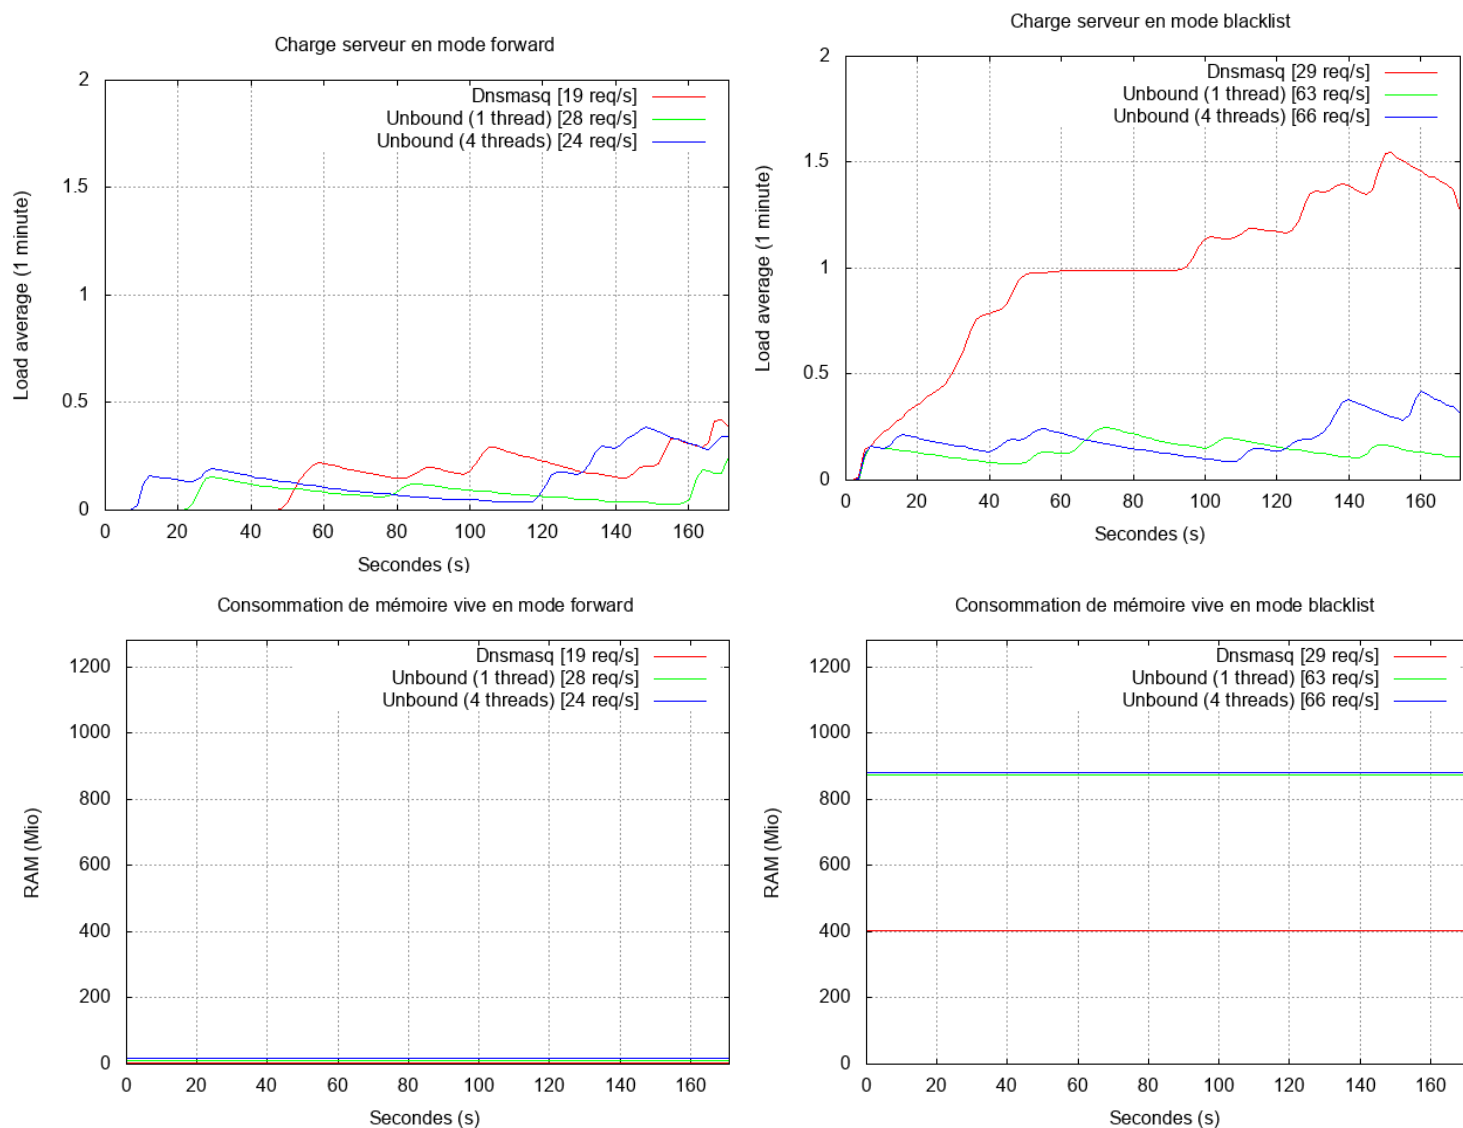 Charge serveur en mode forward
2
1.5
1
0.5
0
Load average (1 minute)
Dnsmasq [19 req/s]
Unbound (1 thread) [28 req/s]
Unbound (4 threads) [24 req/s]
0 20 40 60 80 100 120 140 160
Secondes (s)
Charge serveur en mode blacklist
2
1.5
1
0.5
0
Load average (1 minute)
Dnsmasq [29 req/s]
Unbound (1 thread) [63 req/s]
Unbound (4 threads) [66 req/s]
0 20 40 60 80 100 120 140 160
Secondes (s)
Consommation de mémoire vive en mode forward
1200
1000
800
600
400
200
0
RAM (Mio)
Dnsmasq [19 req/s]
Unbound (1 thread) [28 req/s]
Unbound (4 threads) [24 req/s]
0 20 40 60 80 100 120 140 160
Secondes (s)
Consommation de mémoire vive en mode blacklist
1200
1000
800
600
400
200
0
RAM (Mio)
Dnsmasq [29 req/s]
Unbound (1 thread) [63 req/s]
Unbound (4 threads) [66 req/s]
0 20 40 60 80 100 120 140 160
Secondes (s)